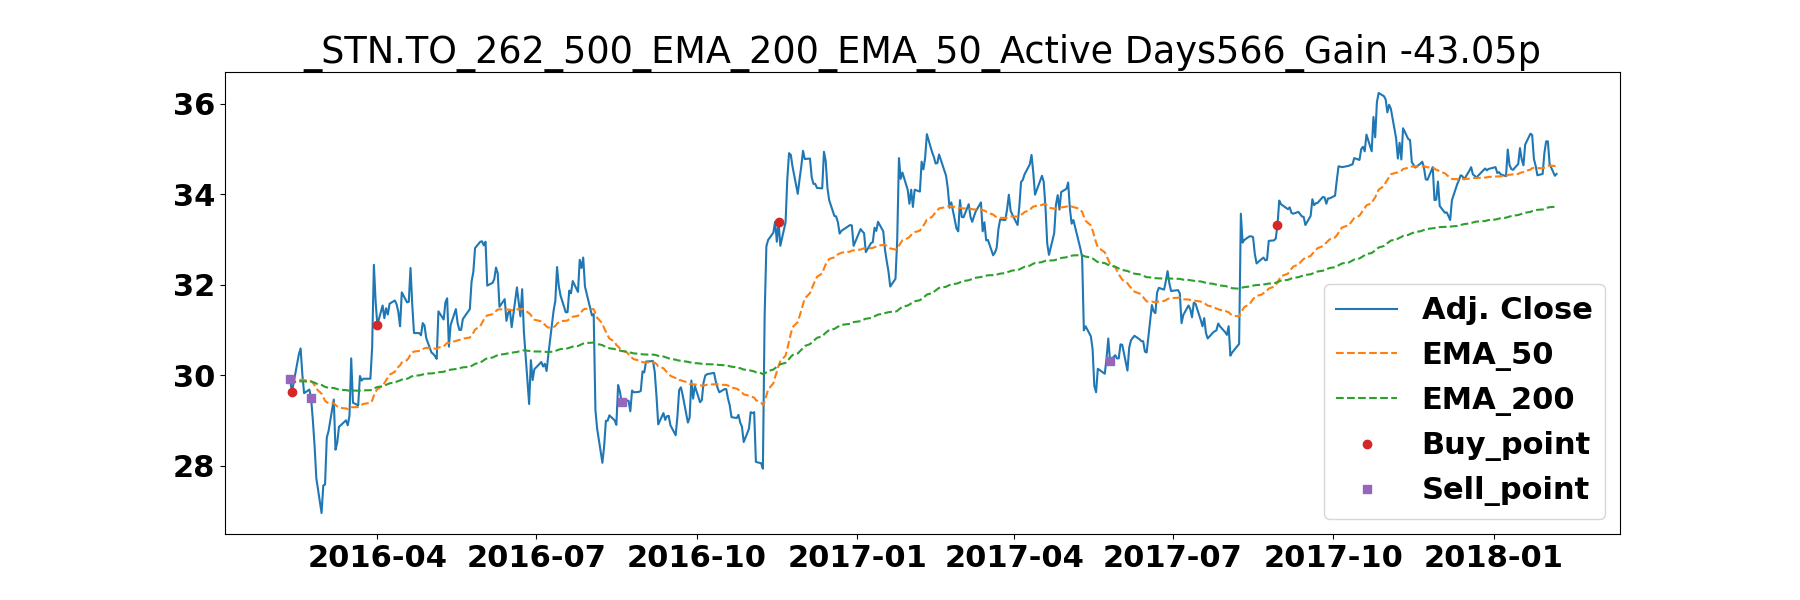 _STN.TO_262_500_EMA_200_EMA_50_Active Days566_Gain -43.05p
36
34
32
30
28
Adj. Close
EMA_50
EMA_200
Buy_point
Sell_point
2016-04 2016-07 2016-10 2017-01 2017-04 2017-07 2017-10 2018-01